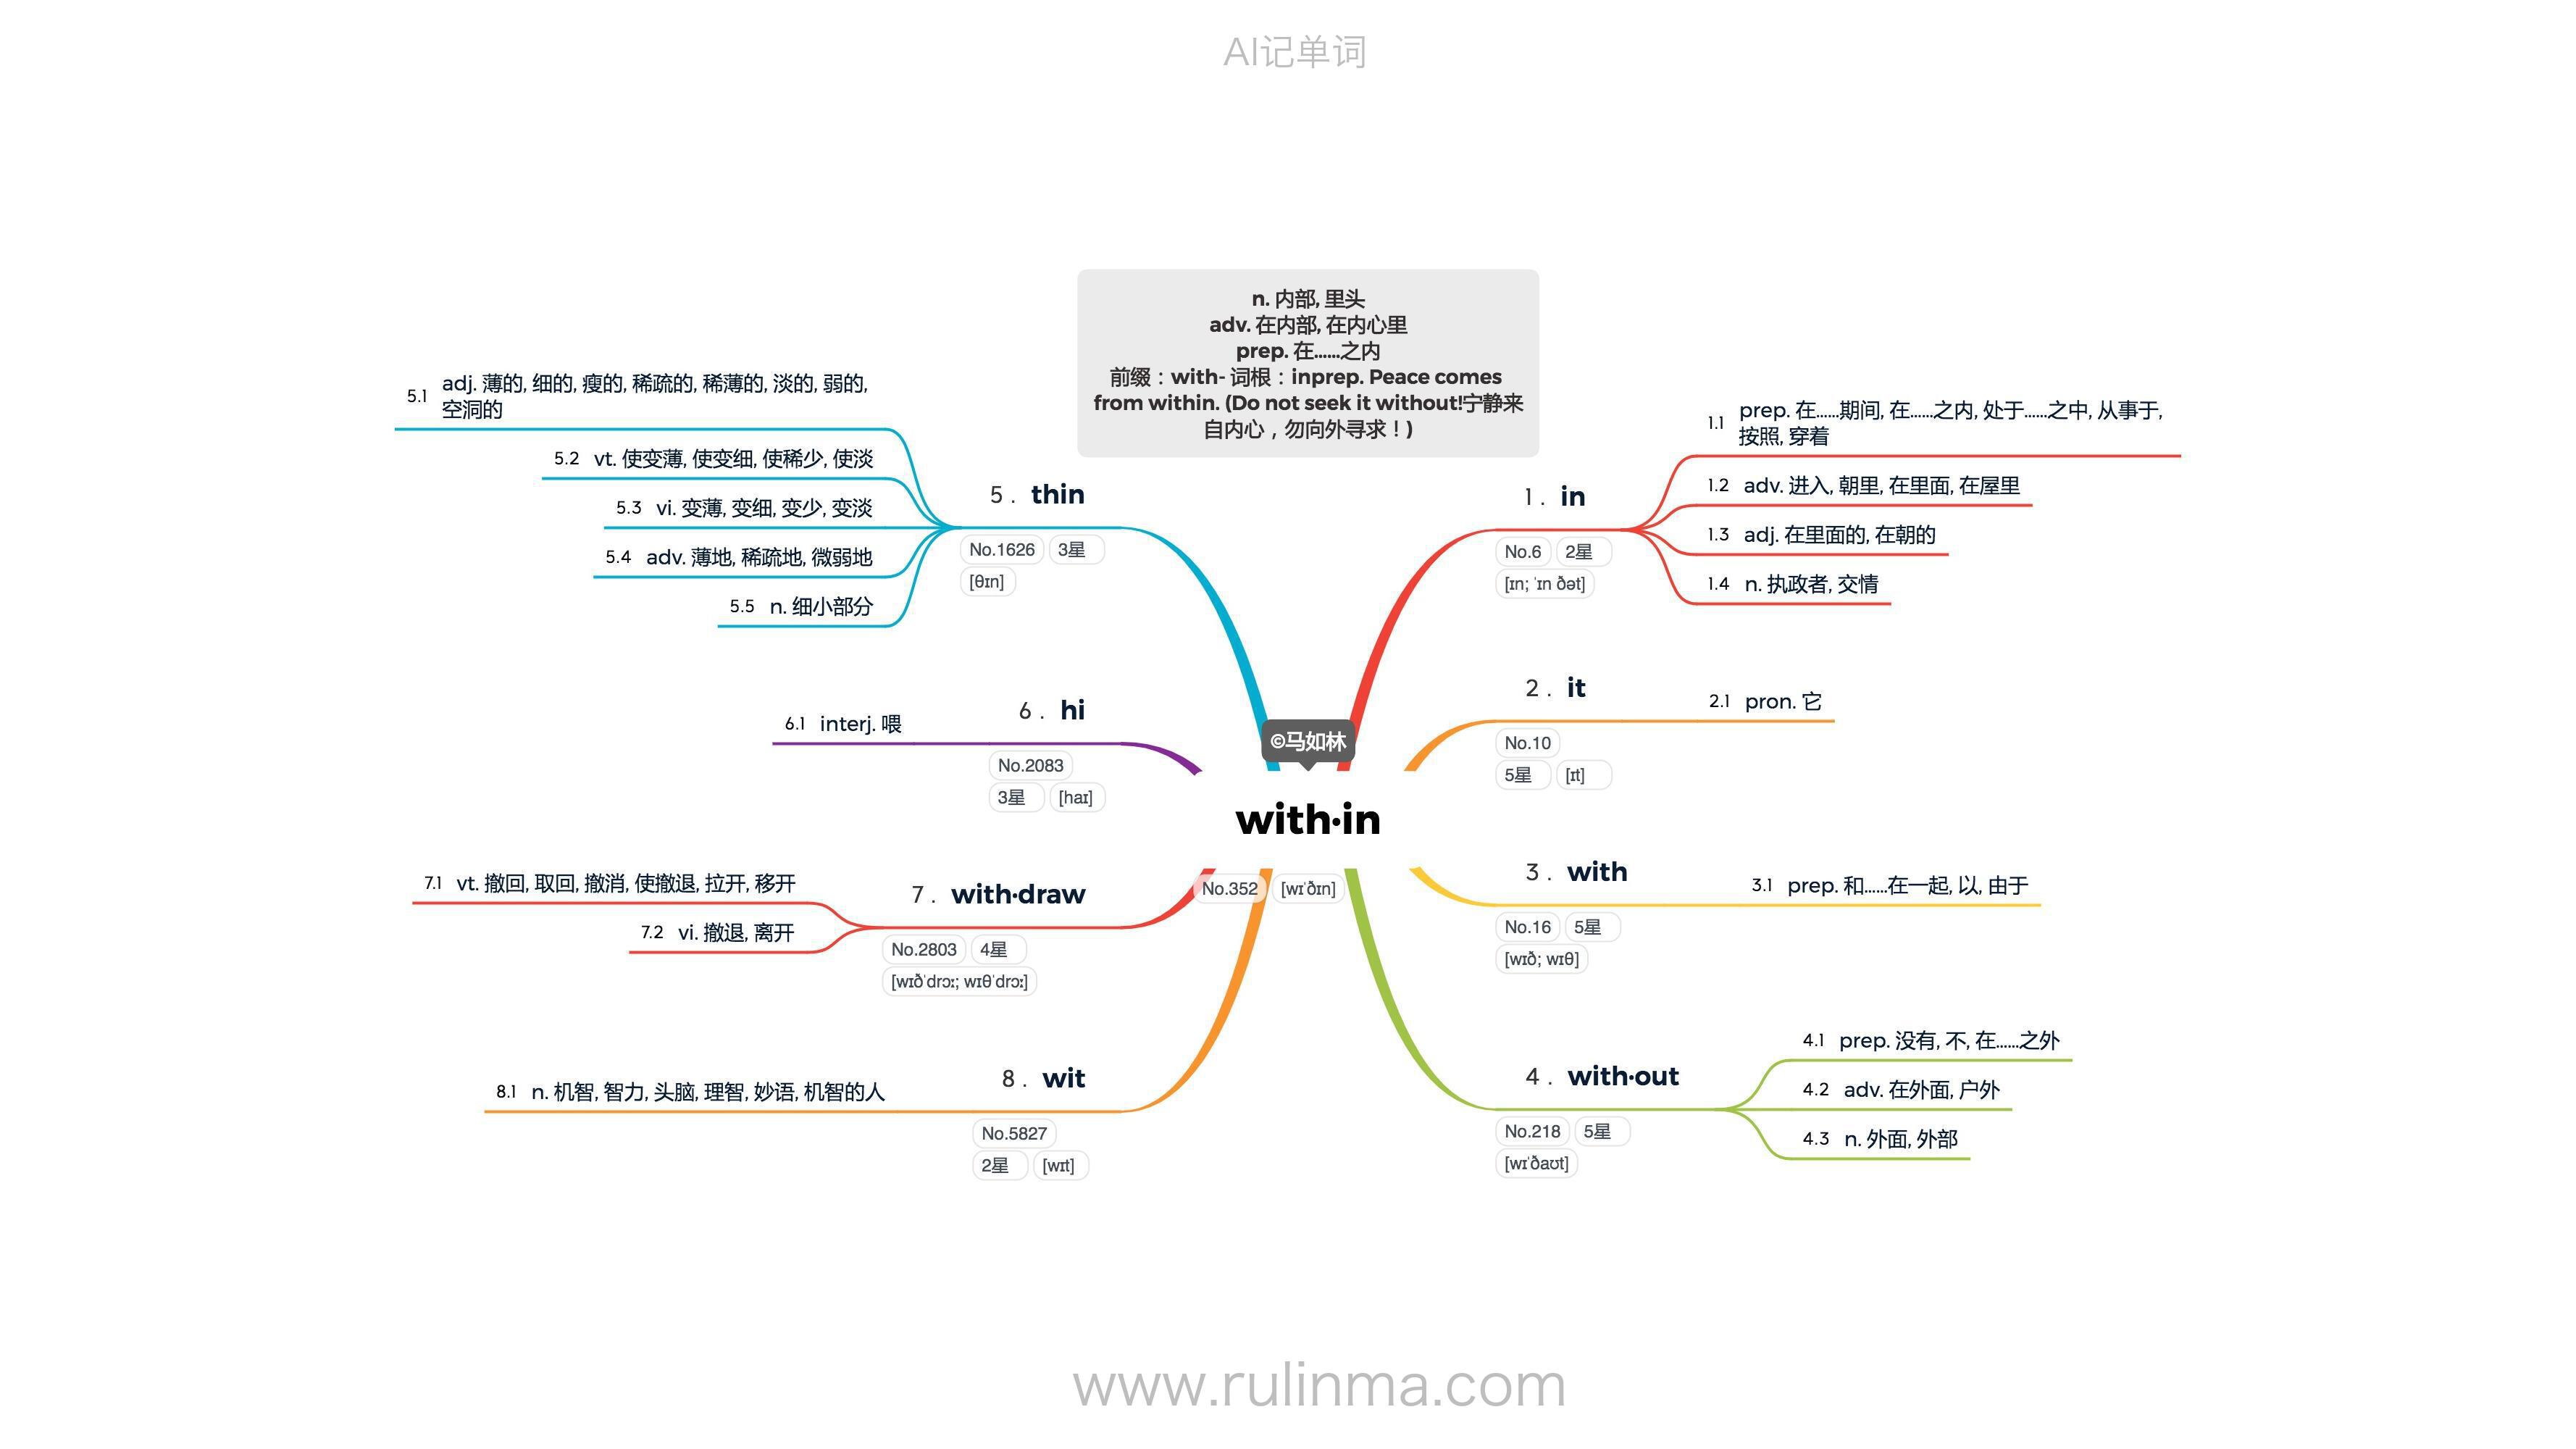 AI记单词
n. 内部, 里头
adv. 在内部, 在内心里
prep. 在……之内
前缀：with- 词根：inprep. Peace comes
from within. (Do not seek it without!宁静来
自内心，勿向外寻求！)
©马如林
with·in
No.352 [wɪˈðɪn]
1. in
No.6 2星
[ɪn; ˈɪn ðət]
1.1 prep. 在……期间, 在……之内, 处于……之中, 从事于,
按照, 穿着
1.2 adv. 进入, 朝里, 在里面, 在屋里
1.3 adj. 在里面的, 在朝的
1.4 n. 执政者, 交情
2. it
No.10
5星 [ɪt]
2.1 pron. 它
3. with
No.16 5星
[wɪð; wɪθ]
3.1 prep. 和……在一起, 以, 由于
4. with·out
No.218 5星
[wɪˈðaʊt]
4.1 prep. 没有, 不, 在……之外
4.2 adv. 在外面, 户外
4.3 n. 外面, 外部
5. thin
No.1626 3星
[θɪn]
5.1 adj. 薄的, 细的, 瘦的, 稀疏的, 稀薄的, 淡的, 弱的,
空洞的
5.2 vt. 使变薄, 使变细, 使稀少, 使淡
5.3 vi. 变薄, 变细, 变少, 变淡
5.4 adv. 薄地, 稀疏地, 微弱地
5.5 n. 细小部分
6. hi
No.2083
3星 [haɪ]
6.1 interj. 喂
7. with·draw
No.2803 4星
[wɪðˈdrɔː; wɪθˈdrɔː]
7.1 vt. 撤回, 取回, 撤消, 使撤退, 拉开, 移开
7.2 vi. 撤退, 离开
8. wit
No.5827
2星 [wɪt]
8.1 n. 机智, 智力, 头脑, 理智, 妙语, 机智的人
www.rulinma.com